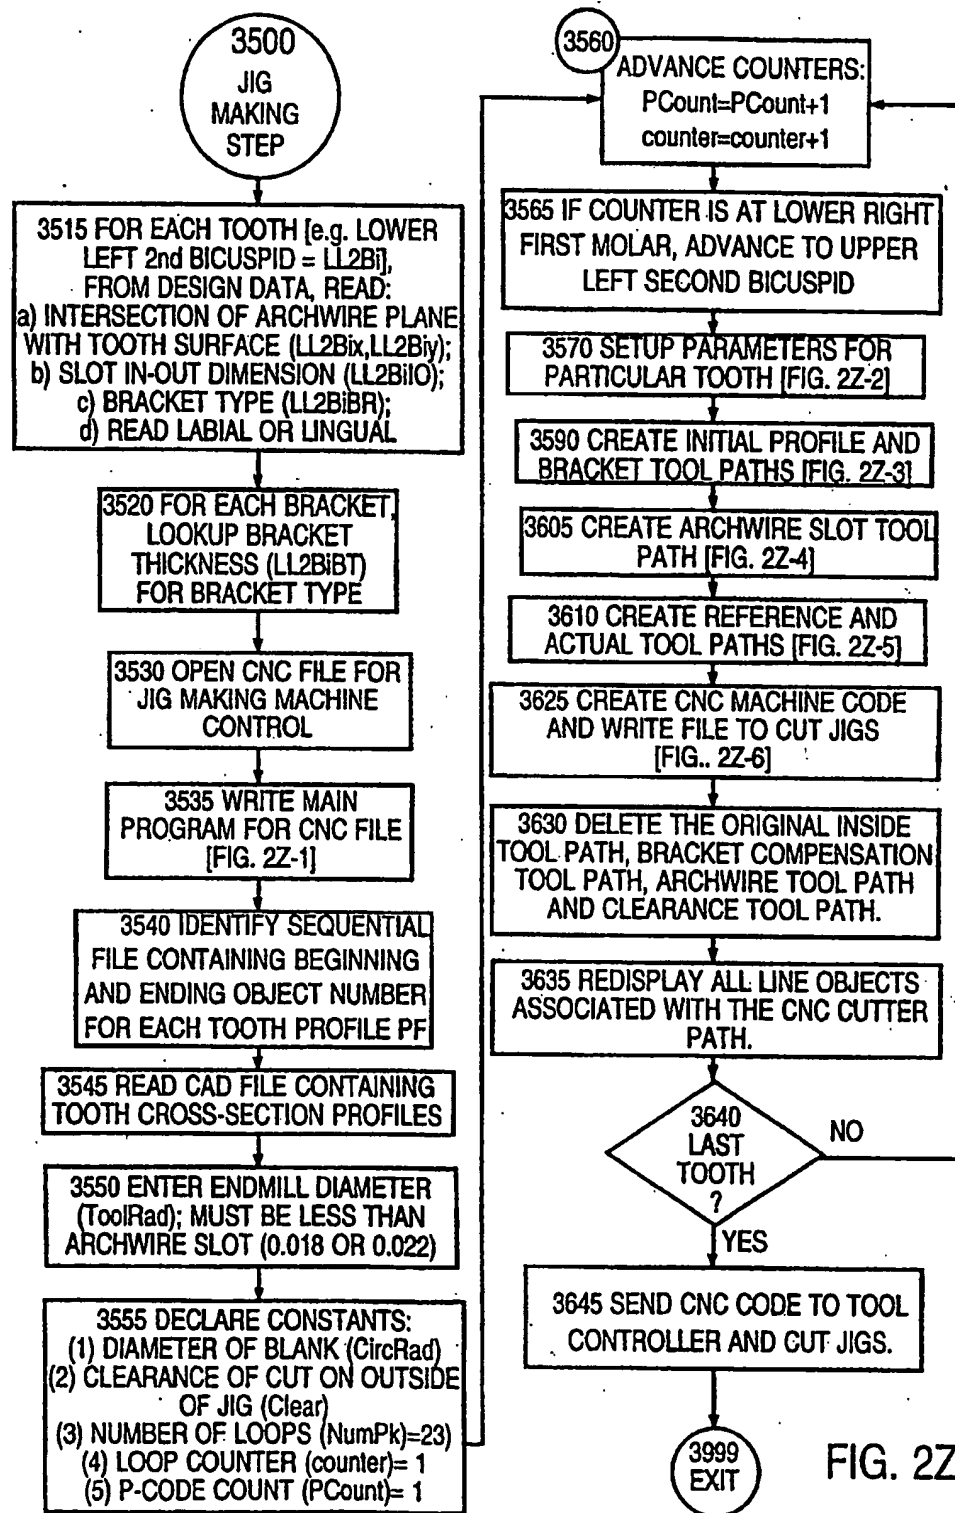 3500
JIG
MAKING
STEP
3515 FOR EACH TOOTH [e.g. LOWER
LEFT 2nd BICUSPID = LL2Bi],
FROM DESIGN DATA, READ:
a) INTERSECTION OF ARCHWIRE PLANE
WITH TOOTH SURFACE (LL2Bix,LL2Biy);
b) SLOT IN-OUT DIMENSION (LL2BiIO);
c) BRACKET TYPE (LL2BiBR);
d) READ LABIAL OR LINGUAL
3520 FOR EACH BRACKET,
LOOKUP BRACKET
THICKNESS (LL2BiBT)
FOR BRACKET TYPE
3530 OPEN CNC FILE FOR
JIG MAKING MACHINE
CONTROL
3535 WRITE MAIN
PROGRAM FOR CNC FILE
[FIG. 2Z-1]
3540 IDENTIFY SEQUENTIAL
FILE CONTAINING BEGINNING
AND ENDING OBJECT NUMBER
FOR EACH TOOTH PROFILE PF
3545 READ CAD FILE CONTAINING
TOOTH CROSS-SECTION PROFILES
3550 ENTER ENDMILL DIAMETER
(ToolRad); MUST BE LESS THAN
ARCHWIRE SLOT (0.018 OR 0.022)
3555 DECLARE CONSTANTS:
(1) DIAMETER OF BLANK (CircRad)
(2) CLEARANCE OF CUT ON OUTSIDE
OF JIG (Clear)
(3) NUMBER OF LOOPS (NumPk)=23)
(4) LOOP COUNTER (counter)= 1
(5) P-CODE COUNT (PCount)= 1
3560
ADVANCE COUNTERS:
PCount=PCount+1
counter=counter+1
3565 IF COUNTER IS AT LOWER RIGHT
FIRST MOLAR, ADVANCE TO UPPER
LEFT SECOND BICUSPID
3570 SETUP PARAMETERS FOR
PARTICULAR TOOTH [FIG. 2Z-2]
3590 CREATE INITIAL PROFILE AND
BRACKET TOOL PATHS [FIG. 2Z-3]
3605 CREATE ARCHWIRE SLOT TOOL
PATH [FIG. 2Z-4]
3610 CREATE REFERENCE AND
ACTUAL TOOL PATHS [FIG. 2Z-5]
3625 CREATE CNC MACHINE CODE
AND WRITE FILE TO CUT JIGS
[FIG.. 2Z-6]
3630 DELETE THE ORIGINAL INSIDE
TOOL PATH, BRACKET COMPENSATION
TOOL PATH, ARCHWIRE TOOL PATH
AND CLEARANCE TOOL PATH.
3635 REDISPLAY ALL LINE OBJECTS
ASSOCIATED WITH THE CNC CUTTER
PATH.
3640
LAST
TOOTH
?
NO
YES
3645 SEND CNC CODE TO TOOL
CONTROLLER AND CUT JIGS.
3999
EXIT
FIG. 2Z